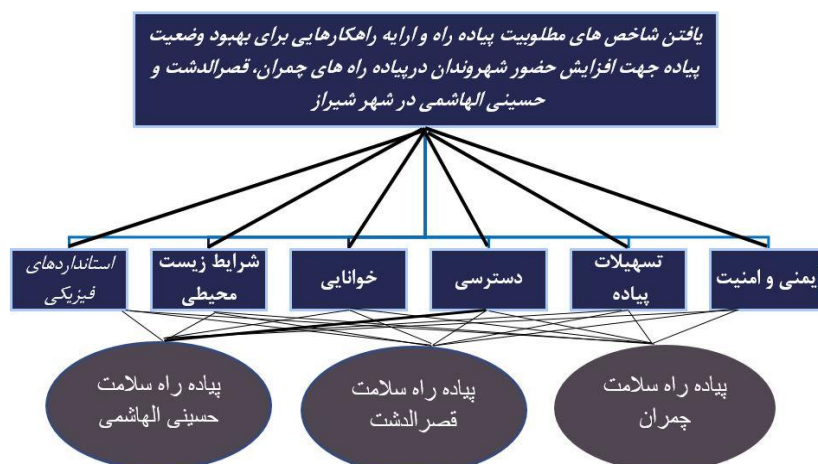 یافتن شاخص های مطلوبیت پیاده راه و ارایه راهکارهایی برای بهبود وضعیت
پیاده جهت افزایش حضور شهروندان درپیاده راه های چمران، قصرالدشت و
حسینی الهاشمی در شهر شیراز
یمنی و امنیت
تسهیلات
پیاده
دسترسی
خوانایی
شرایط زیست
محیطی
استانداردهای
فیزیکی
پیاده راه سلامت
چمران
پیاده راه سلامت
قصرالدشت
پیاده راه سلامت
حسینی الهاشمی